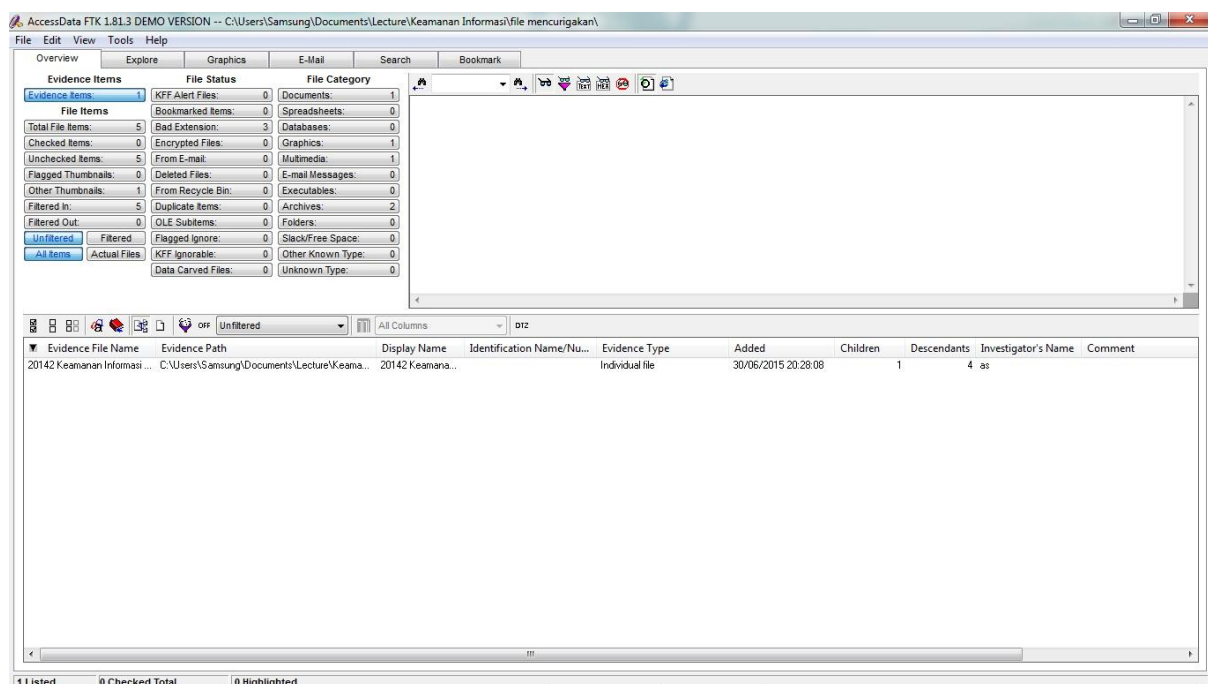 AccessData FTK 1.81.3 DEMO VERSION -- C:\Users\Samsung\Documents\Lecture\Keamanan Informasi\file mencurigakan\
File Edit View Tools Help
Overview Explore Graphics E-Mail Search Bookmark
Evidence Items File Status File Category
Evidence Items: 1 KFF Alert Files: 0 Documents: 1
File Items Bookmarked Items: 0 Spreadsheets: 0
Total File Items: 5 Bad Extension: 3 Databases: 0
Checked Items: 0 Encrypted Files: 0 Graphics: 1
Unchecked Items: 5 From E-mail: 0 Multimedia: 1
Flagged Thumbnails: 0 Deleted Files: 0 E-mail Messages: 0
Other Thumbnails: 1 From Recycle Bin: 0 Executables: 0
Filtered In: 5 Duplicate Items: 0 Archives: 2
Filtered Out: 0 OLE Subitems: 0 Folders: 0
Unfiltered Filtered Flagged Ignore: 0 Slack/Free Space: 0
All Items Actual Files KFF Ignorable: 0 Other Known Type: 0
Data Carved Files: 0 Unknown Type: 0
OFF Unfiltered All Columns DTZ
Evidence File Name Evidence Path Display Name Identification Name/Nu... Evidence Type Added Children Descendants Investigator's Name Comment
20142 Keamanan Informasi ... C:\Users\Samsung\Documents\Lecture\Keama... 20142 Keamana... Individual file 30/06/2015 20:28:08 1 4 as
1 Listed 0 Checked Total 0 Highlighted